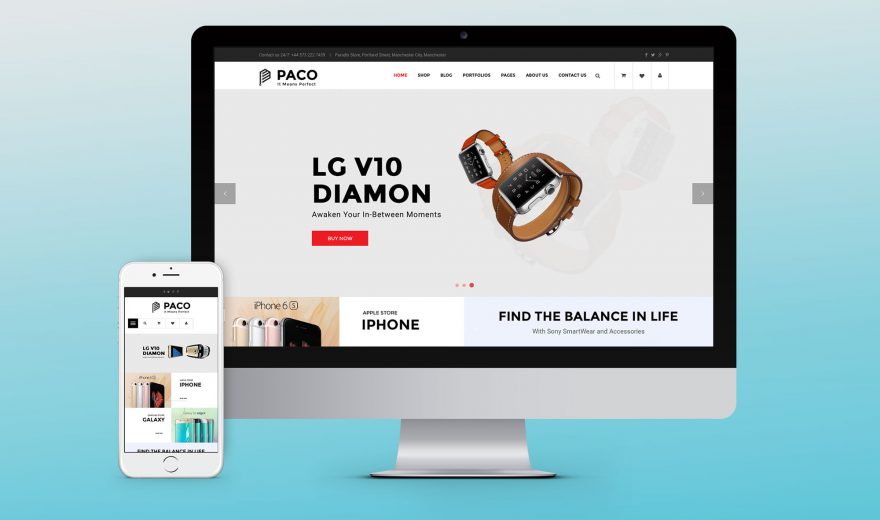 Contact us 24/7: +44 573 222 7439 | Paradis Store, Portland Street, Manchester City, Manchester
PACO
It Means Perfect
HOME SHOP BLOG PORTFOLIOS PAGES ABOUT US CONTACT US
LG V10
DIAMON
Awaken Your In-Between Moments
BUY NOW
iPhone 6 S
APPLE STORE
IPHONE
FIND THE BALANCE IN LIFE
With Sony SmartWear and Accessories
PACO
It Means Perfect
LG V10
DIAMON
iPhone 6 S
IPHONE
GALAXY
FIND THE BALANCE IN LIFE